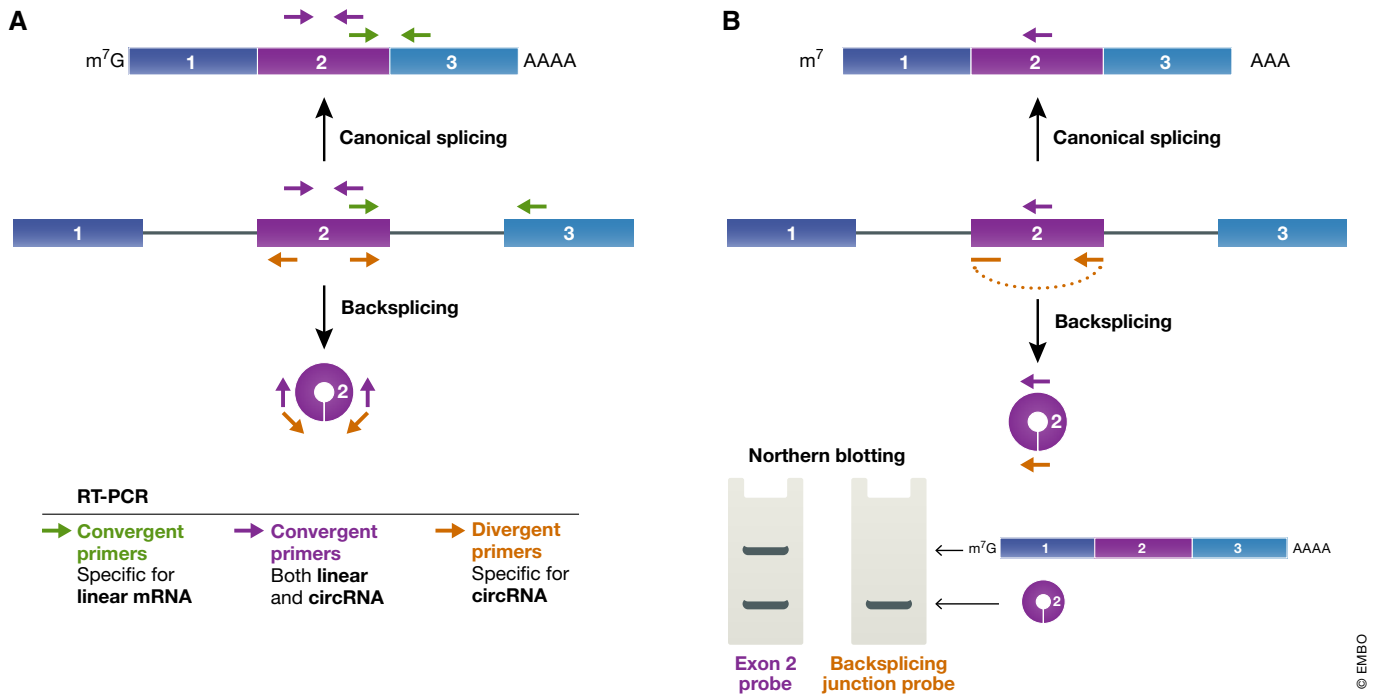 A
m⁷G 1 2 3 AAAA
Canonical splicing
1 2 3
Backsplicing
2
RT-PCR
Convergent
primers
Specific for
linear mRNA
Convergent
primers
Both linear
and circRNA
Divergent
primers
Specific for
circRNA
B
m⁷ 1 2 3 AAA
Canonical splicing
1 2 3
Backsplicing
2
Northern blotting
m⁷G 1 2 3 AAAA
2
Exon 2
probe
Backsplicing
junction probe
© EMBO